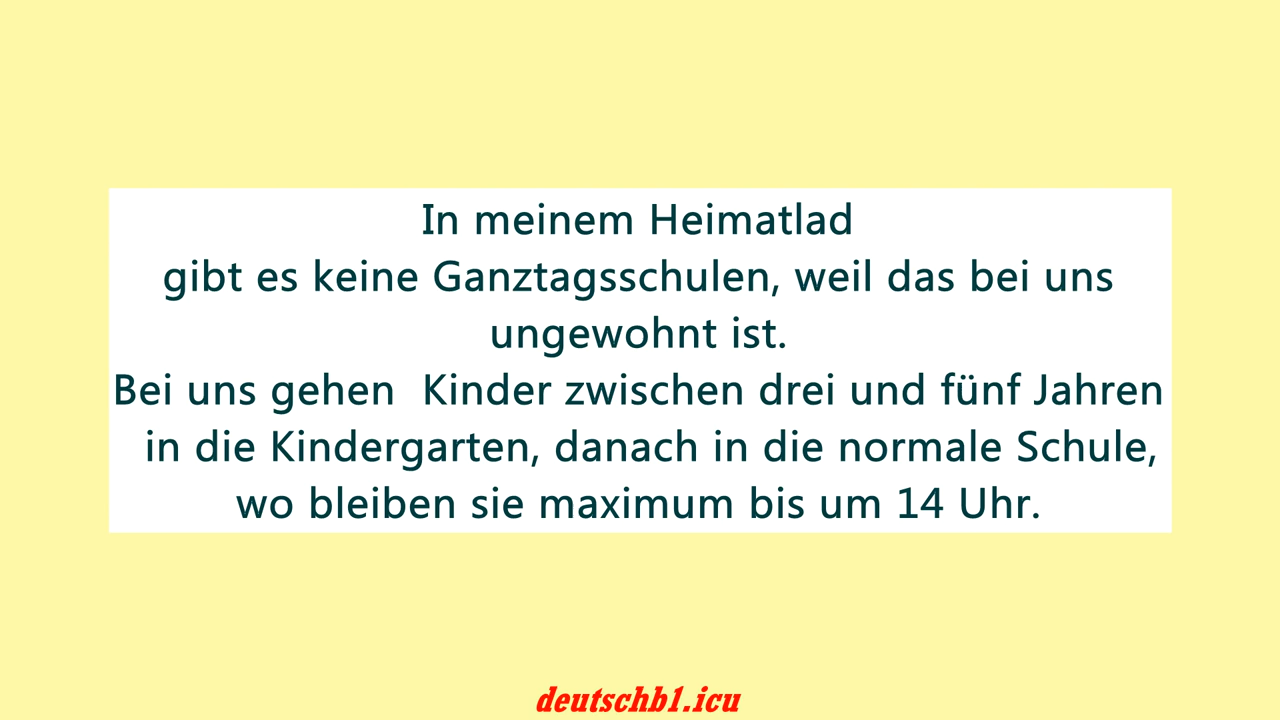 In meinem Heimatlad
gibt es keine Ganztagsschulen, weil das bei uns
ungewohnt ist.
Bei uns gehen  Kinder zwischen drei und fünf Jahren
in die Kindergarten, danach in die normale Schule,
wo bleiben sie maximum bis um 14 Uhr.
deutschb1.icu